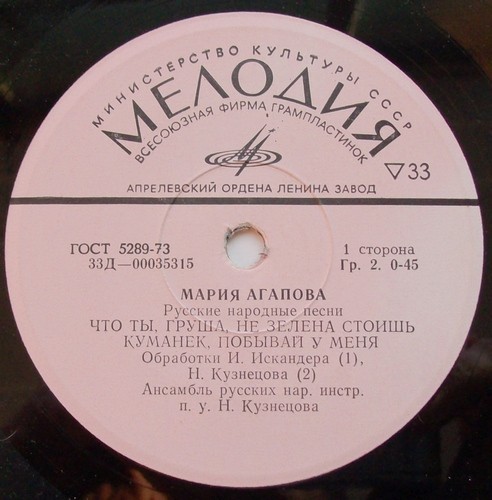 МИНИСТЕРСТВО КУЛЬТУРЫ СССР
МЕЛОДИЯ
ВСЕСОЮЗНАЯ ФИРМА ГРАМПЛАСТИНОК
▽33
АПРЕЛЕВСКИЙ ОРДЕНА ЛЕНИНА ЗАВОД
ГОСТ 5289-73
33Д—00035315
1 сторона
Гр. 2. 0-45
МАРИЯ АГАПОВА
Русские народные песни
ЧТО ТЫ, ГРУША, НЕ ЗЕЛЕНА СТОИШЬ
КУМАНЕК, ПОБЫВАЙ У МЕНЯ
Обработки И. Искандера (1),
Н. Кузнецова (2)
Ансамбль русских нар. инстр.
п. у. Н. Кузнецова